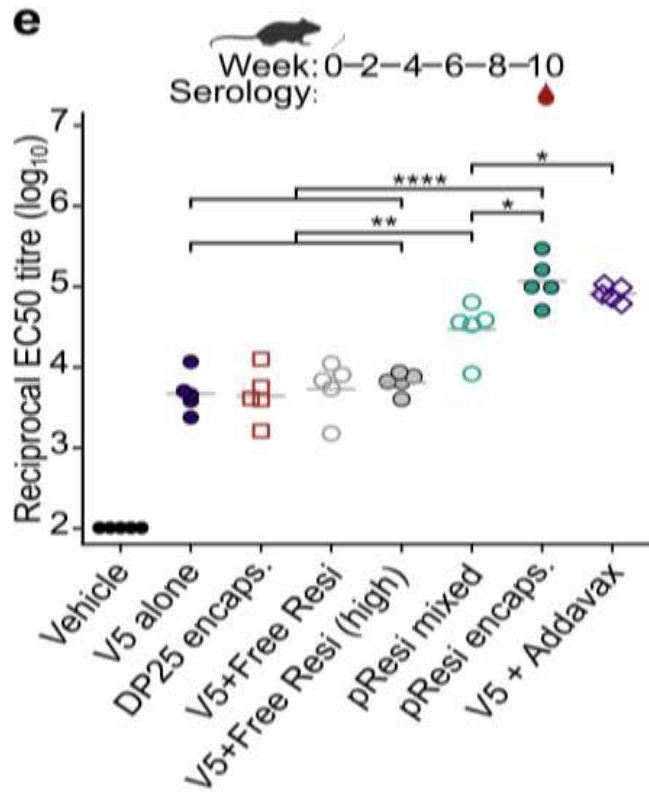 e
Week: 0–2–4–6–8–10
Serology:
Reciprocal EC50 titre (log10)
7
6
5
4
3
2
*
****
*
**
Vehicle
V5 alone
DP25 encaps.
V5+Free Resi
V5+Free Resi (high)
pResi mixed
pResi encaps.
V5 + Addavax